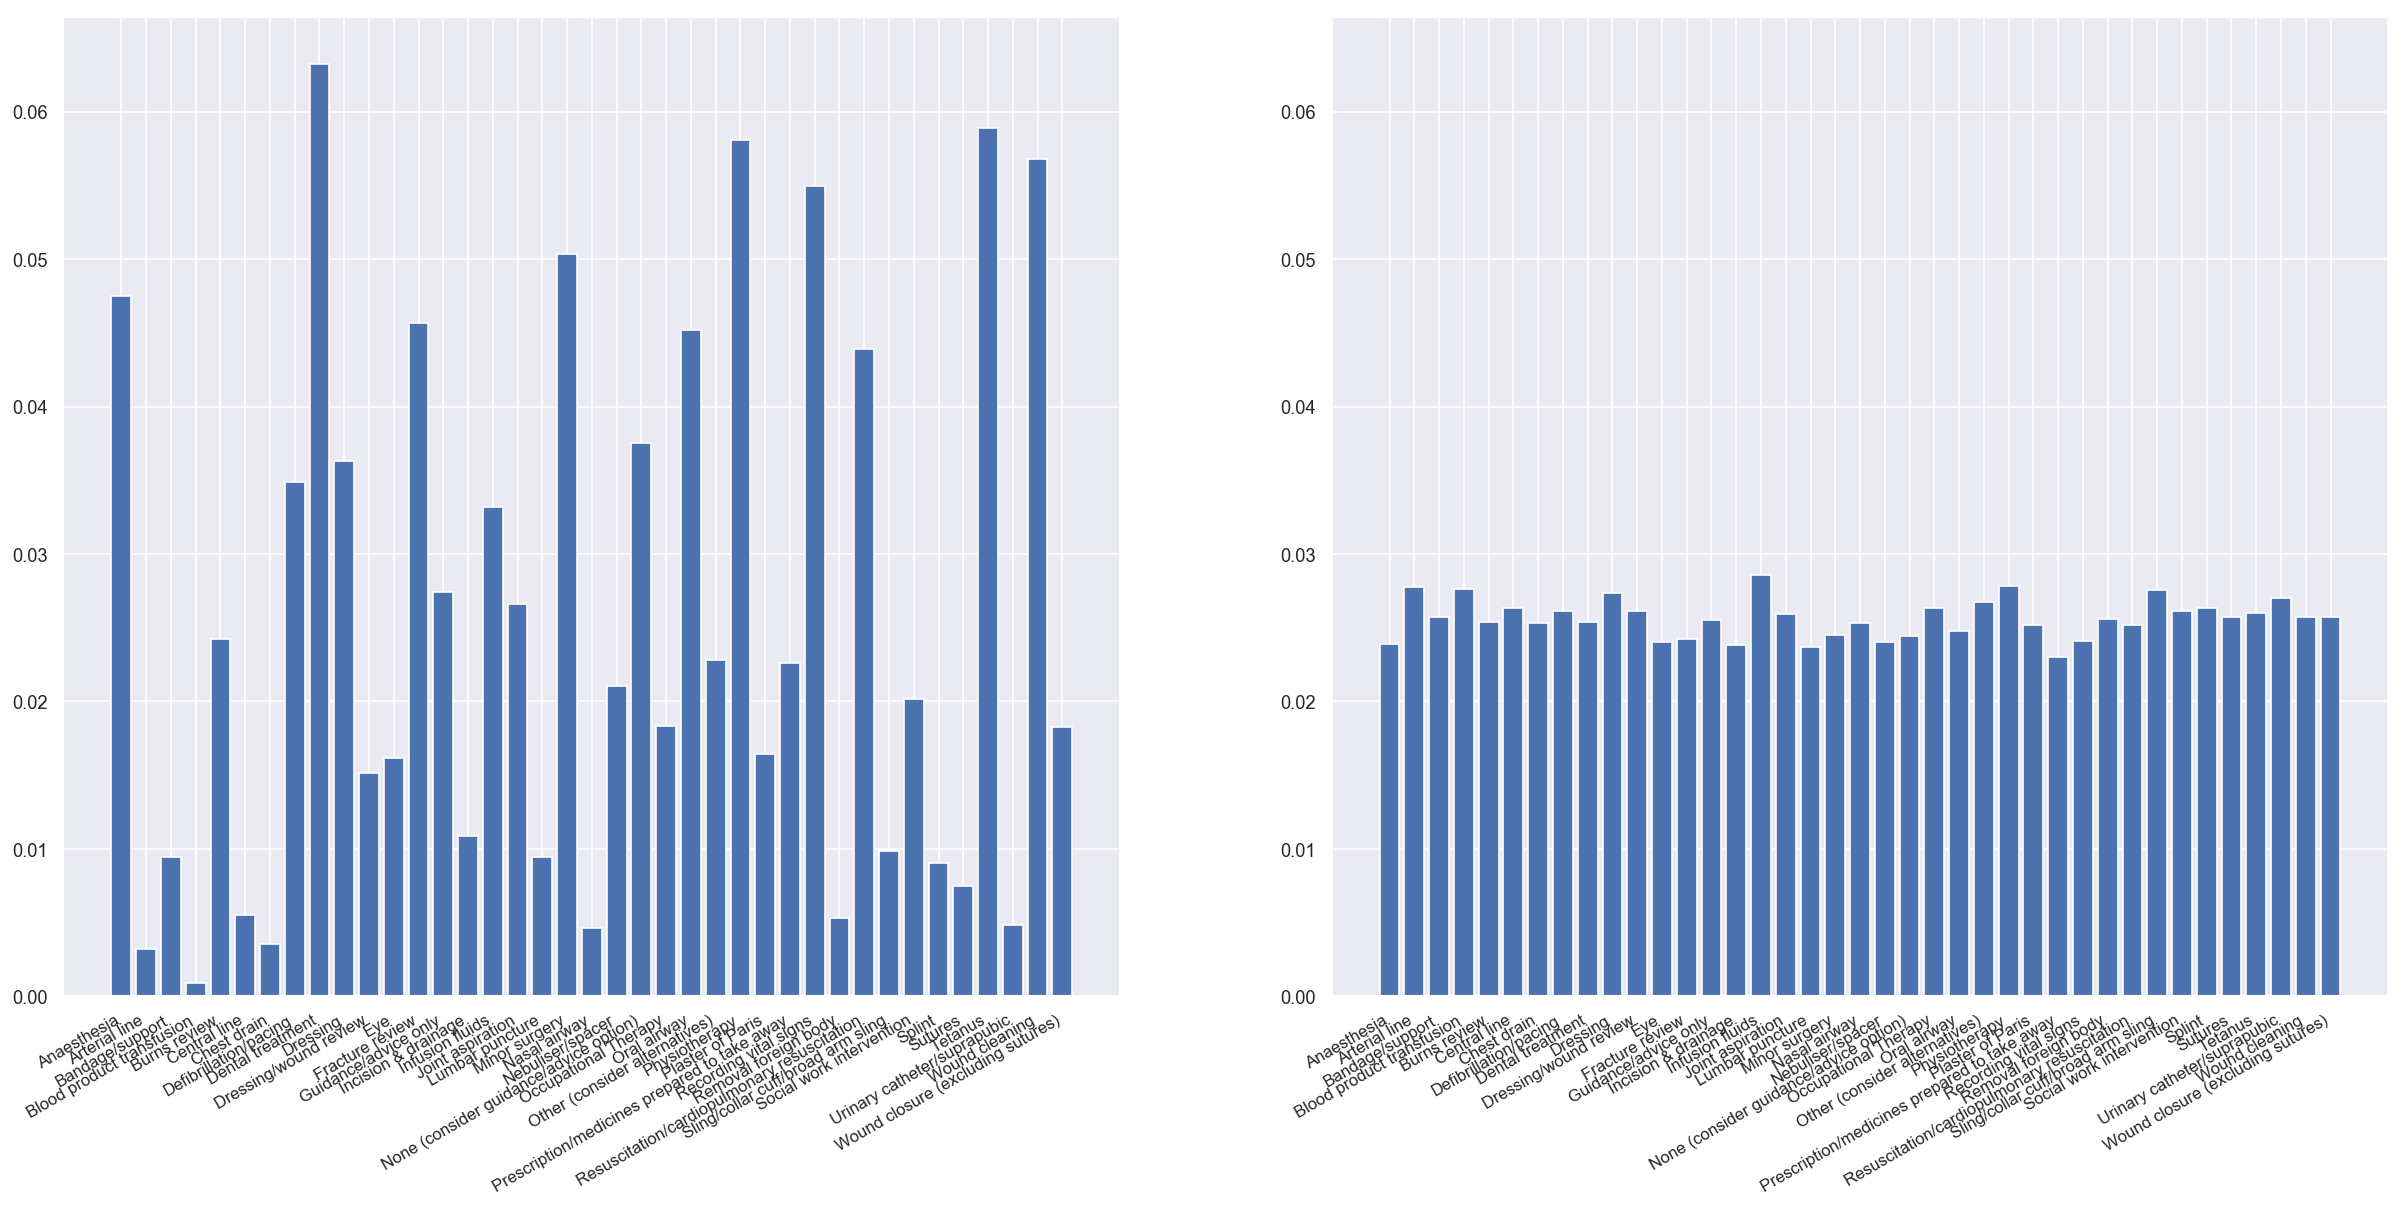 0.06
0.05
0.04
0.03
0.02
0.01
0.00
Anaesthesia
Arterial line
Bandage/support
Blood product transfusion
Burns review
Central line
Chest drain
Defibrillation/pacing
Dental treatment
Dressing
Dressing/wound review
Eye
Fracture review
Guidance/advice only
Incision & drainage
Infusion fluids
Joint aspiration
Lumbar puncture
Minor surgery
Nasal airway
Nebuliser/spacer
None (consider guidance/advice option)
Occupational Therapy
Oral airway
Other (consider alternatives)
Physiotherapy
Plaster of Paris
Prescription/medicines prepared to take away
Recording vital signs
Removal foreign body
Resuscitation/cardiopulmonary resuscitation
Sling/collar cuff/broad arm sling
Social work intervention
Splint
Sutures
Tetanus
Urinary catheter/suprapubic
Wound cleaning
Wound closure (excluding sutures)
0.06
0.05
0.04
0.03
0.02
0.01
0.00
Anaesthesia
Arterial line
Bandage/support
Blood product transfusion
Burns review
Central line
Chest drain
Defibrillation/pacing
Dental treatment
Dressing
Dressing/wound review
Eye
Fracture review
Guidance/advice only
Incision & drainage
Infusion fluids
Joint aspiration
Lumbar puncture
Minor surgery
Nasal airway
Nebuliser/spacer
None (consider guidance/advice option)
Occupational Therapy
Oral airway
Other (consider alternatives)
Physiotherapy
Plaster of Paris
Prescription/medicines prepared to take away
Recording vital signs
Removal foreign body
Resuscitation/cardiopulmonary resuscitation
Sling/collar cuff/broad arm sling
Social work intervention
Splint
Sutures
Tetanus
Urinary catheter/suprapubic
Wound cleaning
Wound closure (excluding sutures)